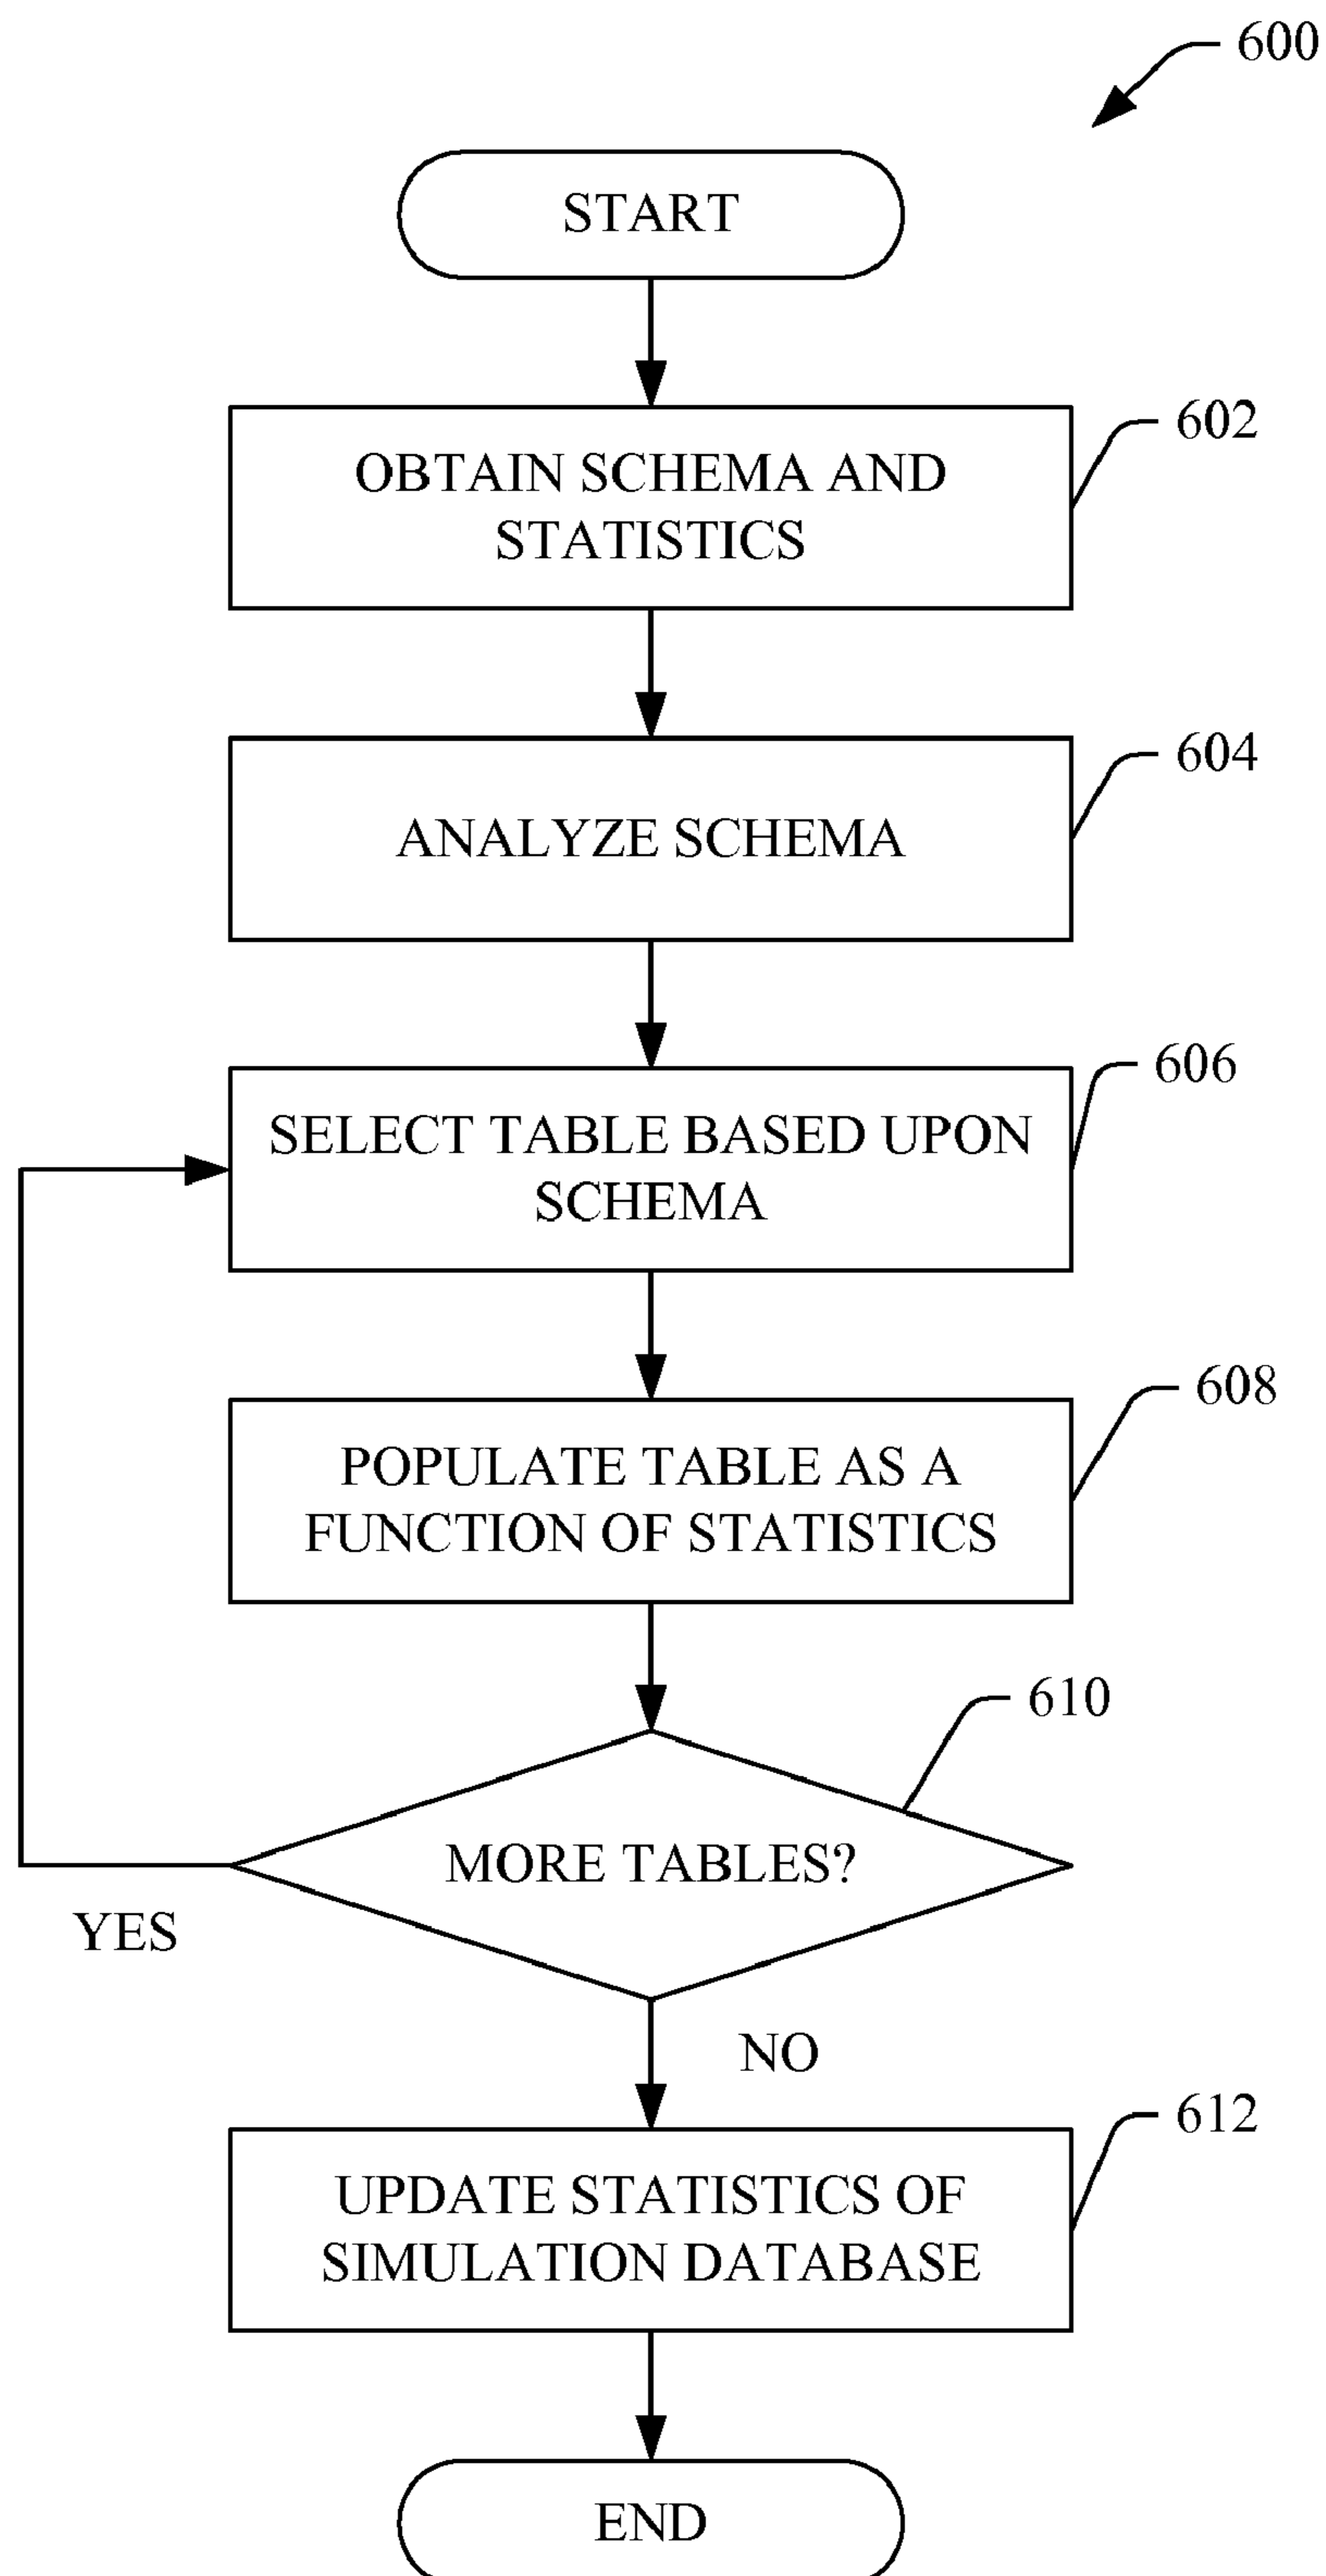 600
START
602
OBTAIN SCHEMA AND
STATISTICS
604
ANALYZE SCHEMA
606
SELECT TABLE BASED UPON
SCHEMA
608
POPULATE TABLE AS A
FUNCTION OF STATISTICS
610
MORE TABLES?
YES
NO
612
UPDATE STATISTICS OF
SIMULATION DATABASE
END